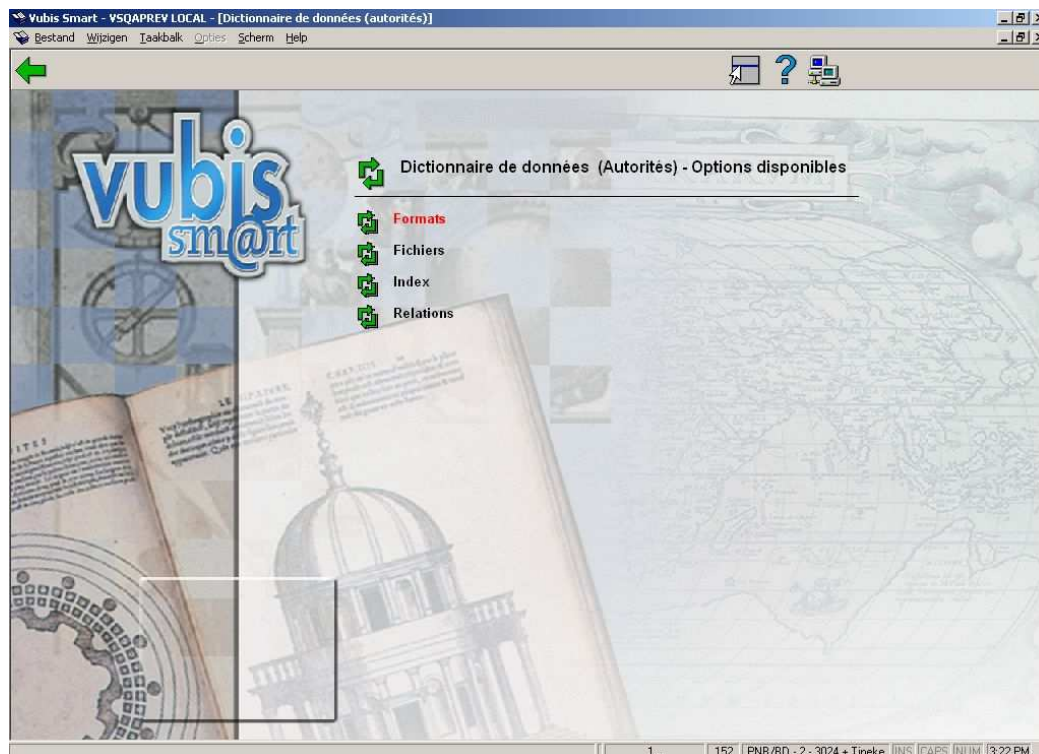 Vubis Smart - VSQAPREV LOCAL - [Dictionnaire de données (autorités)]
Bestand Wijzigen Taakbalk Opties Scherm Help
vubis
sm@rt
Dictionnaire de données (Autorités) - Options disponibles
Formats
Fichiers
Index
Relations
1 152 PNB/BD - 2 - 3024 + Tineke INS CAPS NUM 3:22 PM